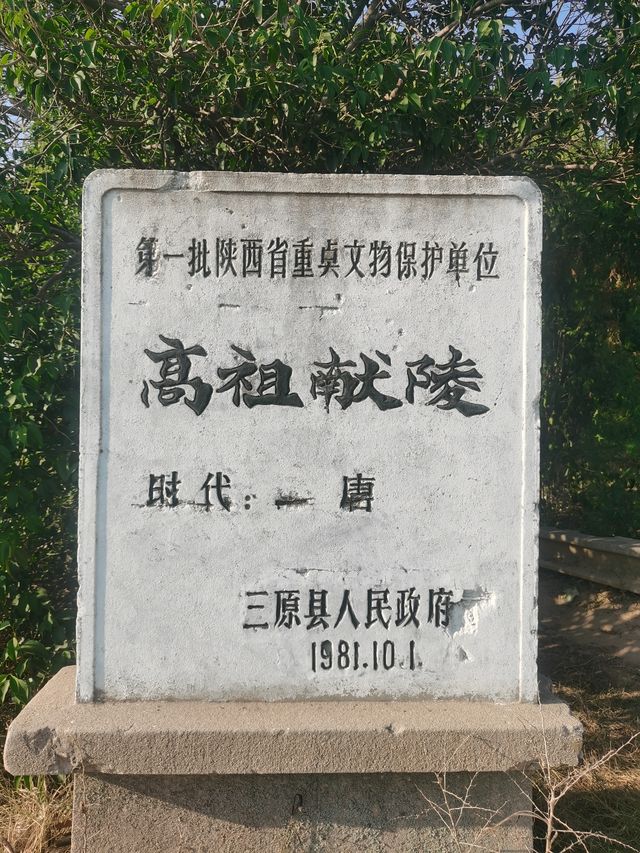 第一批陕西省重点文物保护单位
高祖献陵
时代：一唐
三原县人民政府
1981.10.1